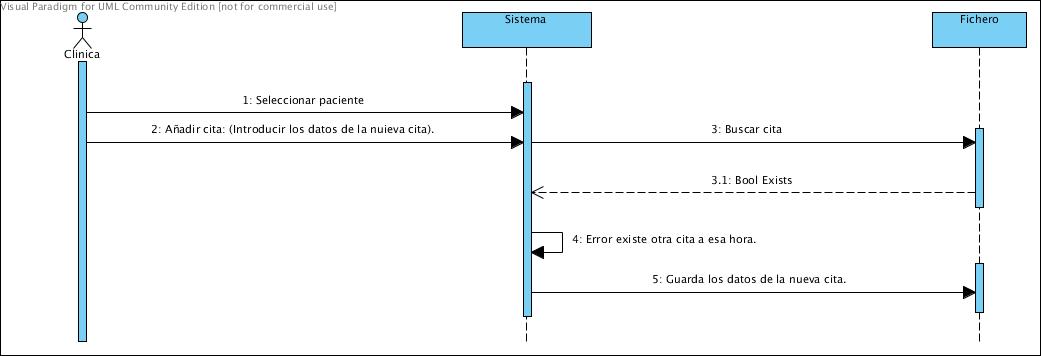 Visual Paradigm for UML Community Edition [not for commercial use]
Sistema
Fichero
Clinica
1: Seleccionar paciente
2: Añadir cita: (Introducir los datos de la nuieva cita).
3: Buscar cita
3.1: Bool Exists
4: Error existe otra cita a esa hora.
5: Guarda los datos de la nueva cita.